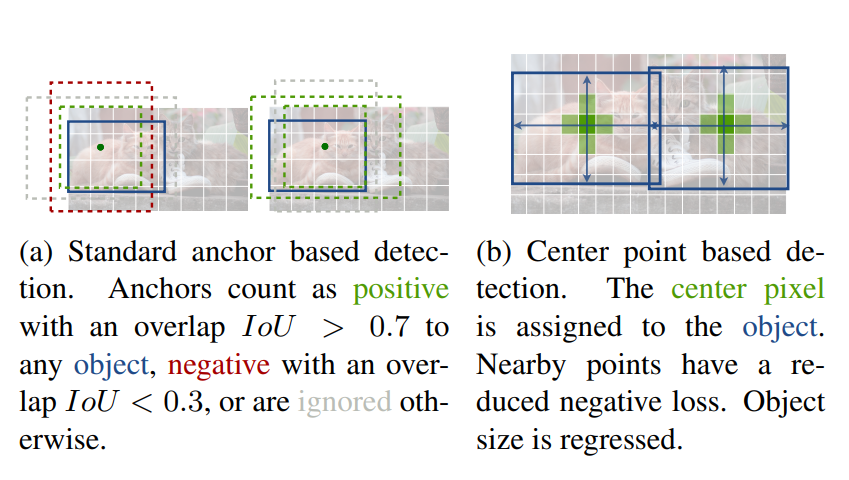 (a) Standard anchor based detec-
tion. Anchors count as positive
with an overlap IoU > 0.7 to
any object, negative with an over-
lap IoU < 0.3, or are ignored oth-
erwise.
(b) Center point based de-
tection. The center pixel
is assigned to the object.
Nearby points have a re-
duced negative loss. Object
size is regressed.